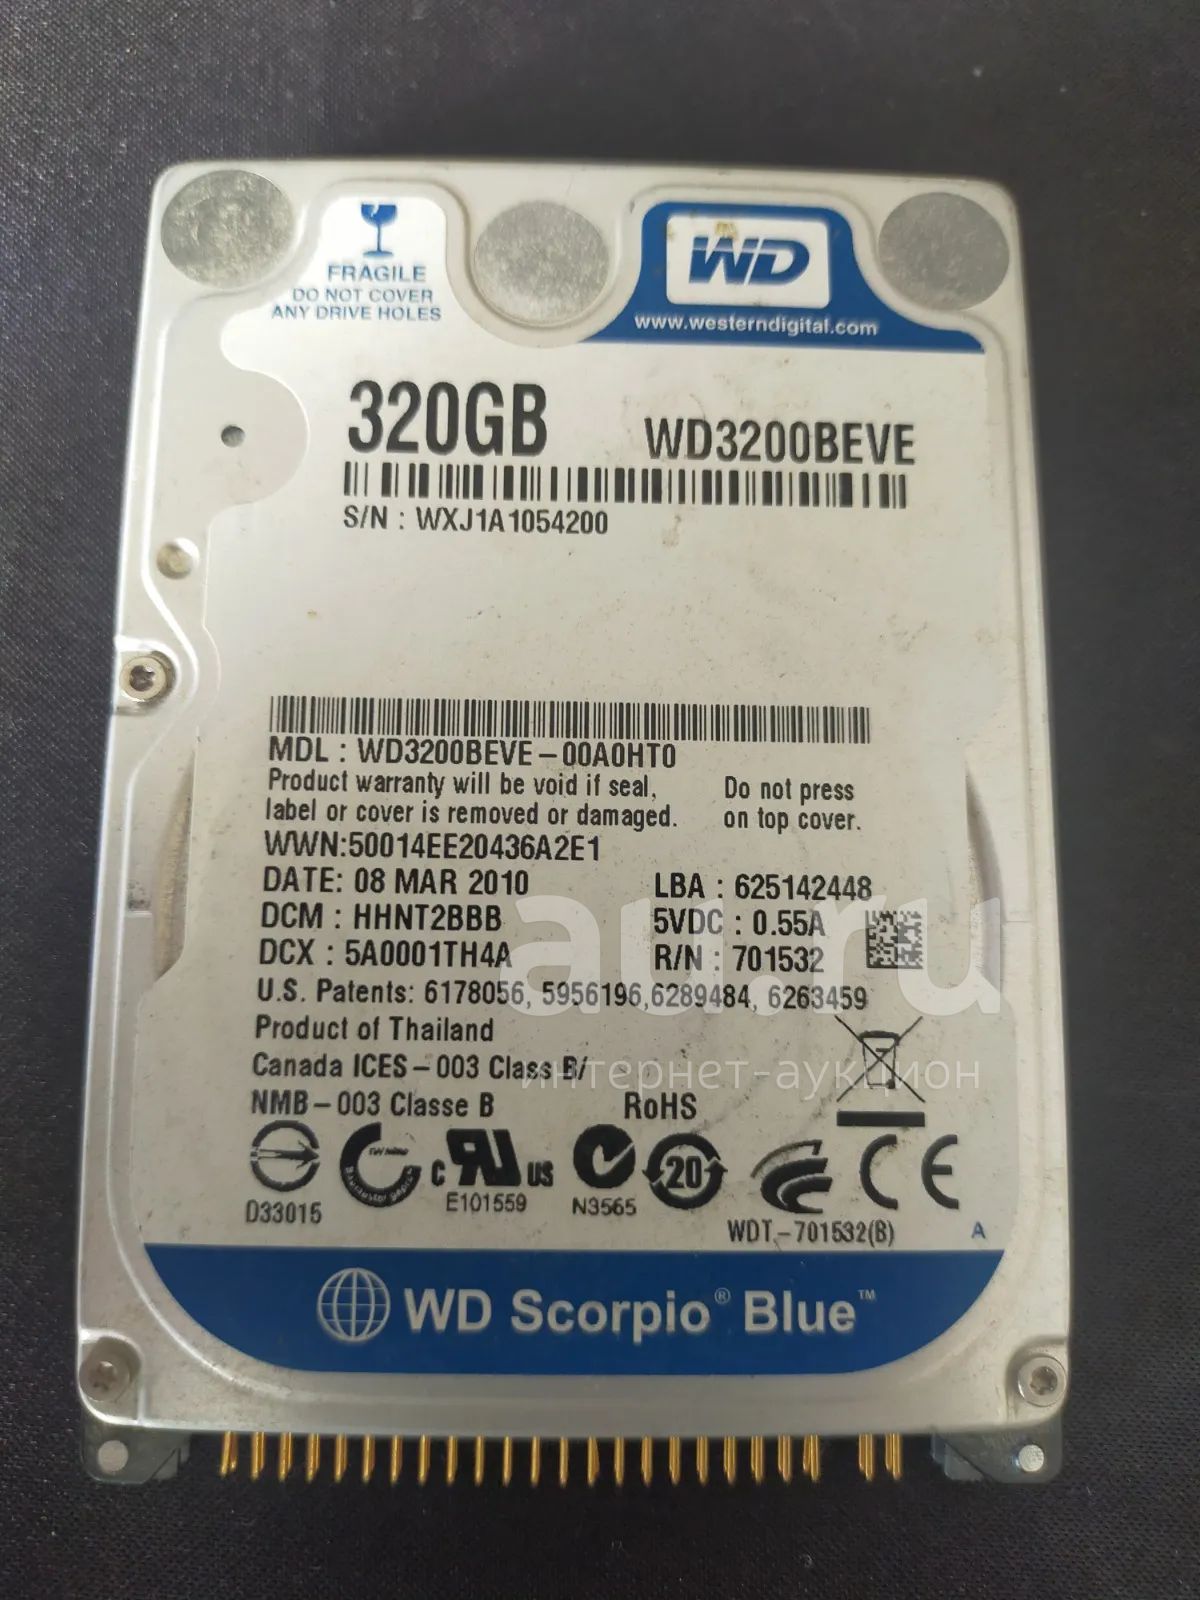 FRAGILE
DO NOT COVER
ANY DRIVE HOLES
WD
www.westerndigital.com
320GB WD3200BEVE
S/N : WXJ1A1054200
MDL : WD3200BEVE-00A0HT0
Product warranty will be void if seal, Do not press
label or cover is removed or damaged. on top cover.
WWN:50014EE20436A2E1
DATE: 08 MAR 2010 LBA : 625142448
DCM : HHNT2BBB 5VDC : 0.55A
DCX : 5A0001TH4A R/N : 701532
U.S. Patents: 6178056, 5956196,6289484, 6263459
Product of Thailand
Canada ICES-003 Class B/
NMB-003 Classe B RoHS
D33015
c UR US
E101559
N3565
20
CE
WDT-701532(B) A
WD Scorpio® Blue™
au.ru
интернет-аукцион